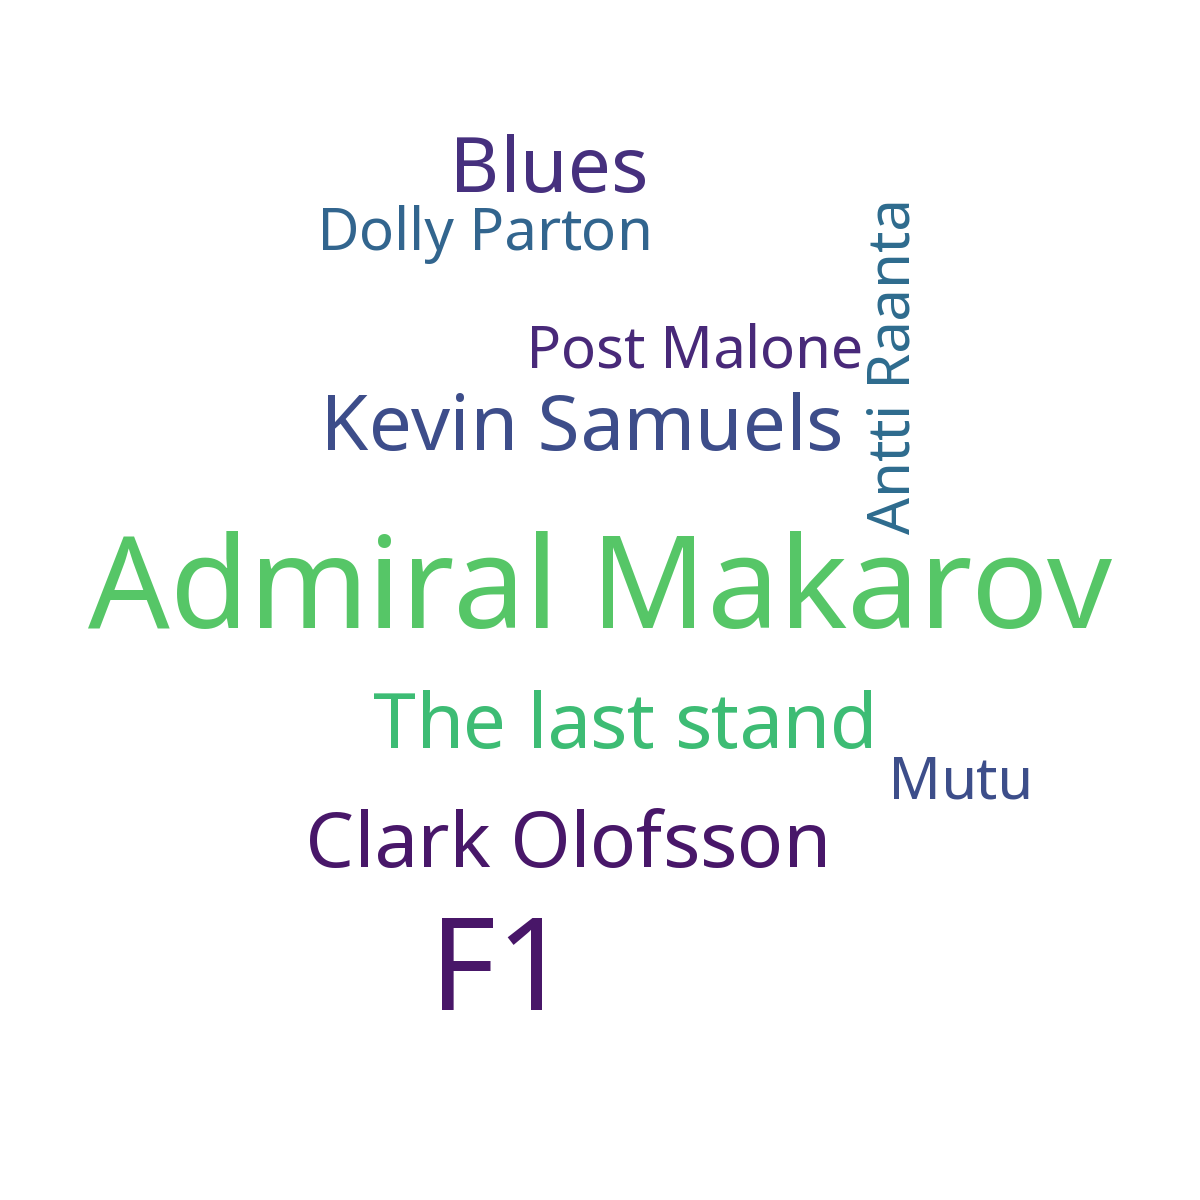 Blues
Dolly Parton
Antti Raanta
Post Malone
Kevin Samuels
Admiral Makarov
The last stand
Mutu
Clark Olofsson
F1